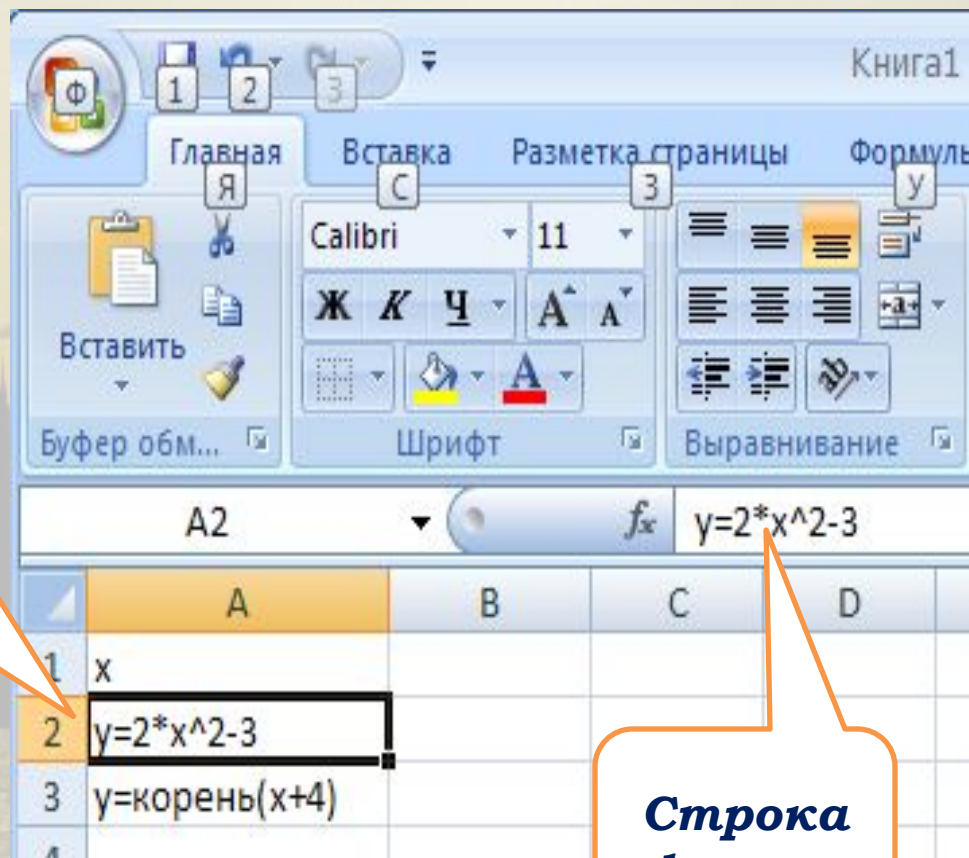 Книга1
Ф 1 2 3
Главная Вставка Разметка страницы
Я С З У
Calibri 11
Ж К Ч А А
Вставить А ab
Буфер обм... Шрифт Выравнивание
A2 fx y=2*x^2-3
A B C D
1 x
2 y=2*x^2-3
3 y=корень(x+4)
Строка